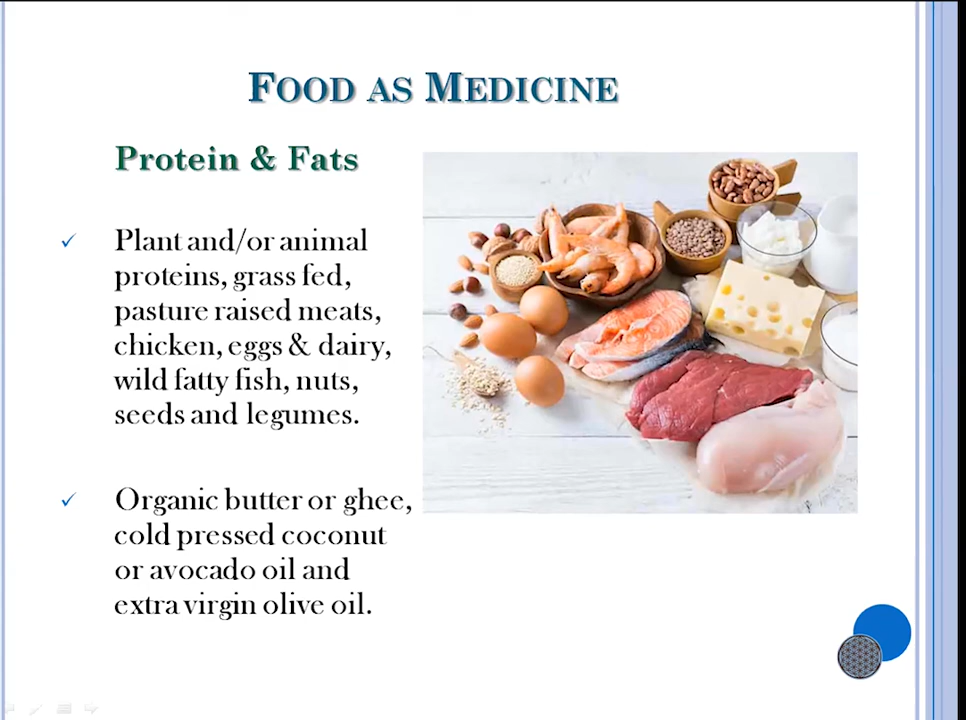 FOOD AS MEDICINE
Protein & Fats
✓ Plant and/or animal
proteins, grass fed,
pasture raised meats,
chicken, eggs & dairy,
wild fatty fish, nuts,
seeds and legumes.
✓ Organic butter or ghee,
cold pressed coconut
or avocado oil and
extra virgin olive oil.